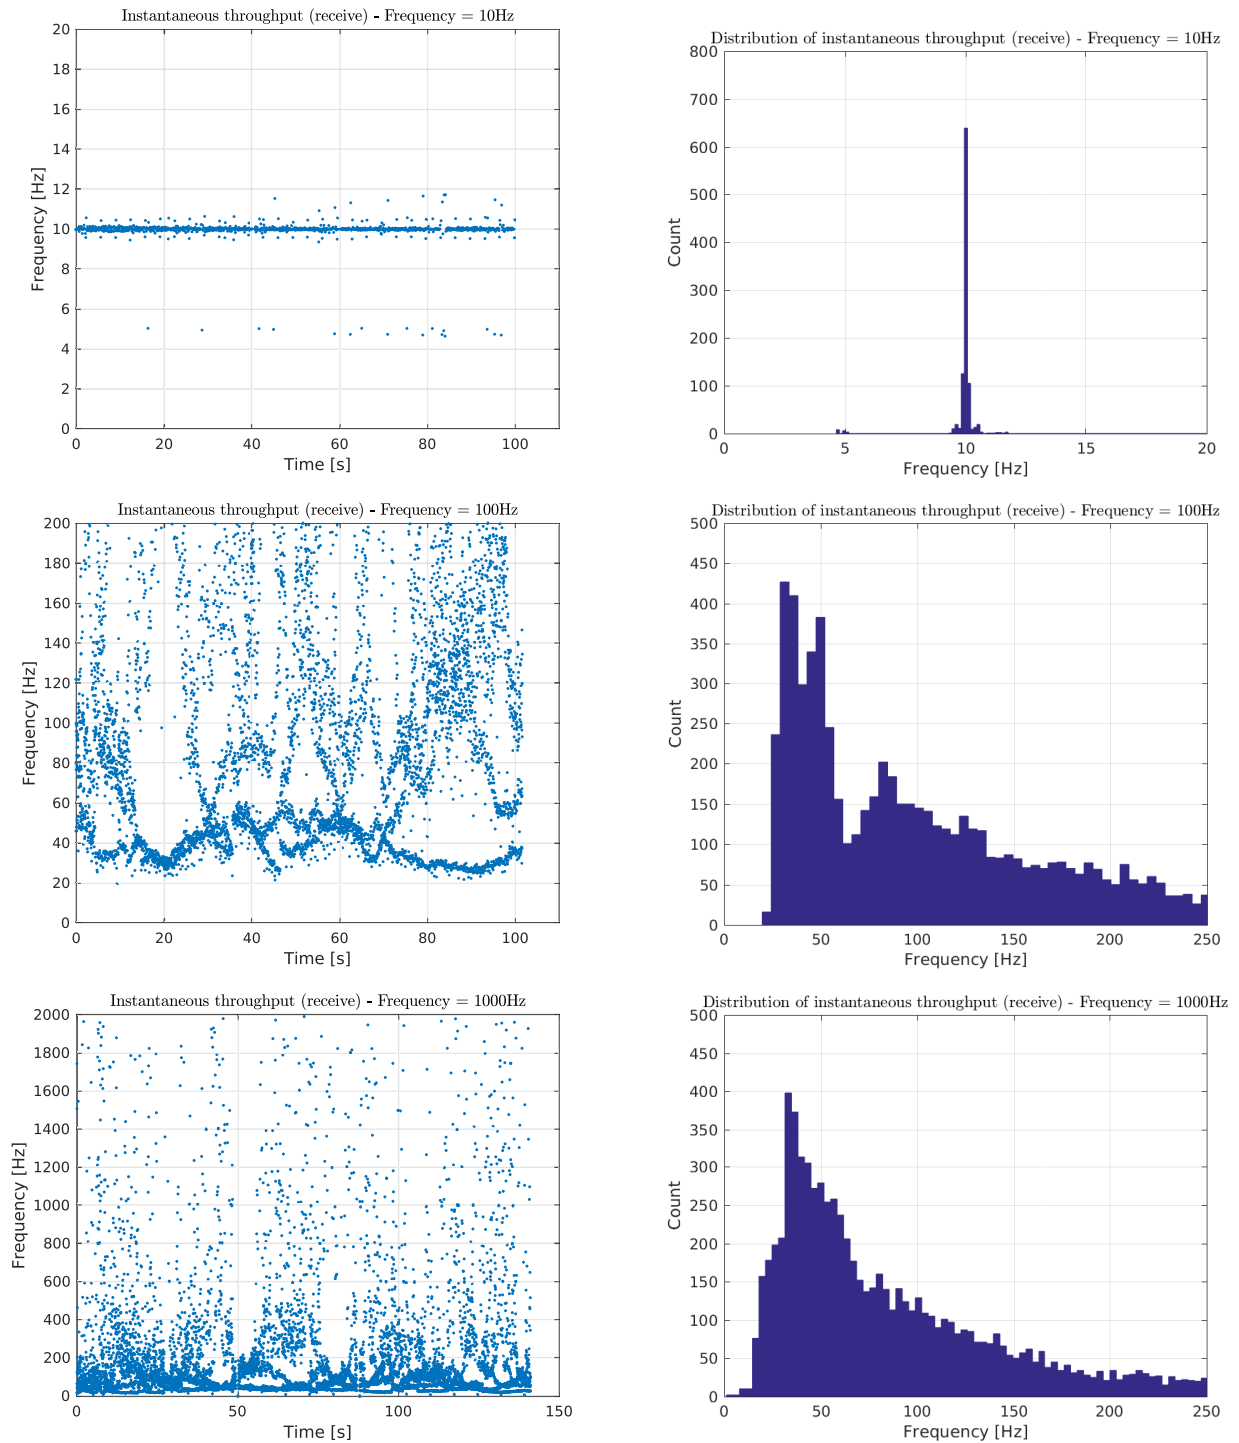 Instantaneous throughput (receive) - Frequency = 10Hz
20
18
16
14
12
10
8
6
4
2
0
Frequency [Hz]
0 20 40 60 80 100
Time [s]
Distribution of instantaneous throughput (receive) - Frequency = 10Hz
800
700
600
500
400
300
200
100
0
Count
0 5 10 15 20
Frequency [Hz]
Instantaneous throughput (receive) - Frequency = 100Hz
200
180
160
140
120
100
80
60
40
20
0
Frequency [Hz]
0 20 40 60 80 100
Time [s]
Distribution of instantaneous throughput (receive) - Frequency = 100Hz
500
450
400
350
300
250
200
150
100
50
0
Count
0 50 100 150 200 250
Frequency [Hz]
Instantaneous throughput (receive) - Frequency = 1000Hz
2000
1800
1600
1400
1200
1000
800
600
400
200
0
Frequency [Hz]
0 50 100 150
Time [s]
Distribution of instantaneous throughput (receive) - Frequency = 1000Hz
500
450
400
350
300
250
200
150
100
50
0
Count
0 50 100 150 200 250
Frequency [Hz]